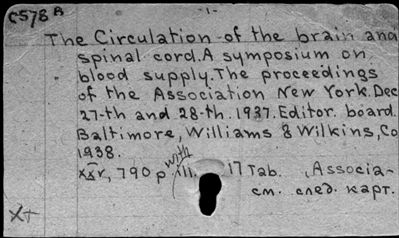 C578 B
-1-
The Circulation of the brain and
spinal cord. A symposium on
blood supply. The proceedings
of the Association New York. Dec
27-th and 28-th. 1937. Editor. board.
Baltimore, Williams & Wilkins, Co
1938.
xxv, 790 p. with ill. 17 Tab. Associa-
см. след. карт.
X+